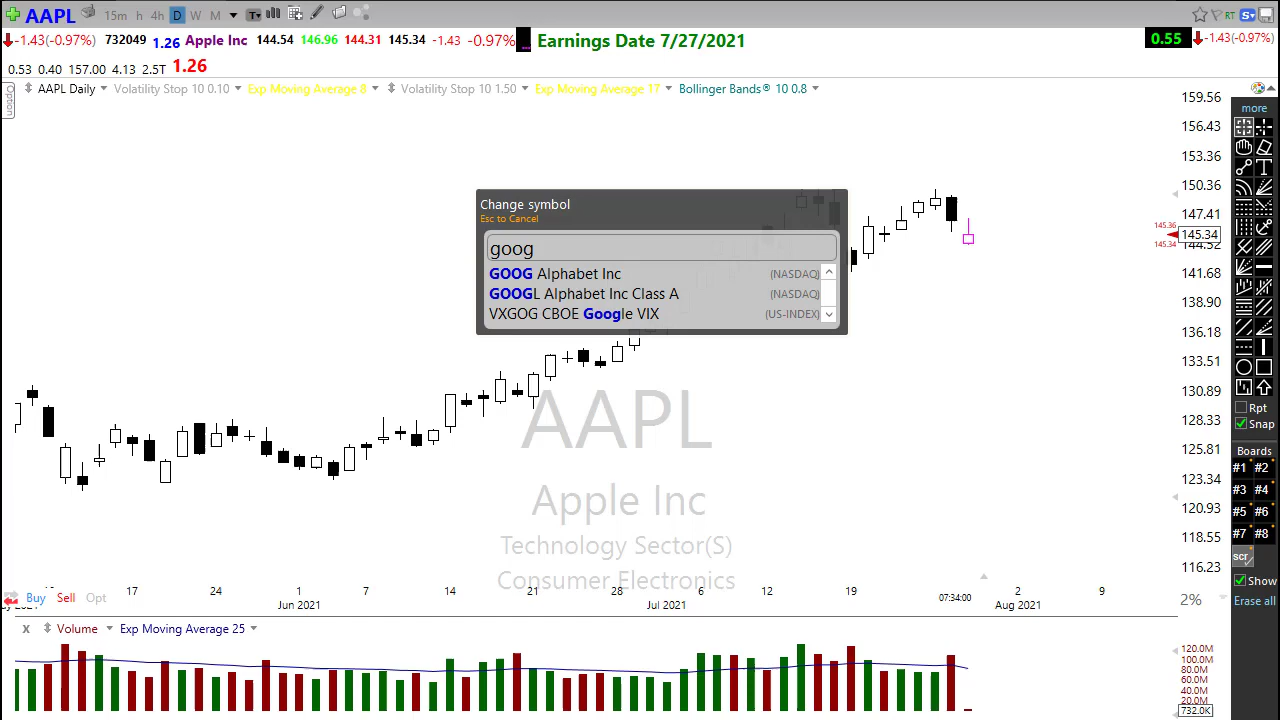 AAPL 15m h 4h D W M T RT S
-1.43(-0.97%) 732049 1.26 Apple Inc 144.54 146.96 144.31 145.34 -1.43 -0.97% Earnings Date 7/27/2021 0.55 -1.43(-0.97%)
0.53 0.40 157.00 4.13 2.5T 1.26
Option AAPL Daily Volatility Stop 10 0.10 Exp Moving Average 8 Volatility Stop 10 1.50 Exp Moving Average 17 Bollinger Bands® 10 0.8
159.56
more
156.43
153.36
150.36
147.41
145.36
145.34
145.34
144.52
141.68
138.90
136.18
133.51
130.89
128.33
125.81
123.34
120.93
118.55
116.23
Change symbol
Esc to Cancel
goog
GOOG Alphabet Inc (NASDAQ)
GOOGL Alphabet Inc Class A (NASDAQ)
VXGOG CBOE Google VIX (US-INDEX)
AAPL
Apple Inc
Technology Sector(S)
Consumer Electronics
Rpt
Snap
Boards
#1 #2
#3 #4
#5 #6
#7 #8
scr
Show
Erase all
17 24 1 7 14 21 28 6 12 19 2 9
Buy Sell Opt 07:34:00 2%
2021 Jun 2021 Jul 2021 Aug 2021
x Volume Exp Moving Average 25
120.0M
100.0M
80.0M
60.0M
40.0M
20.0M
732.0K